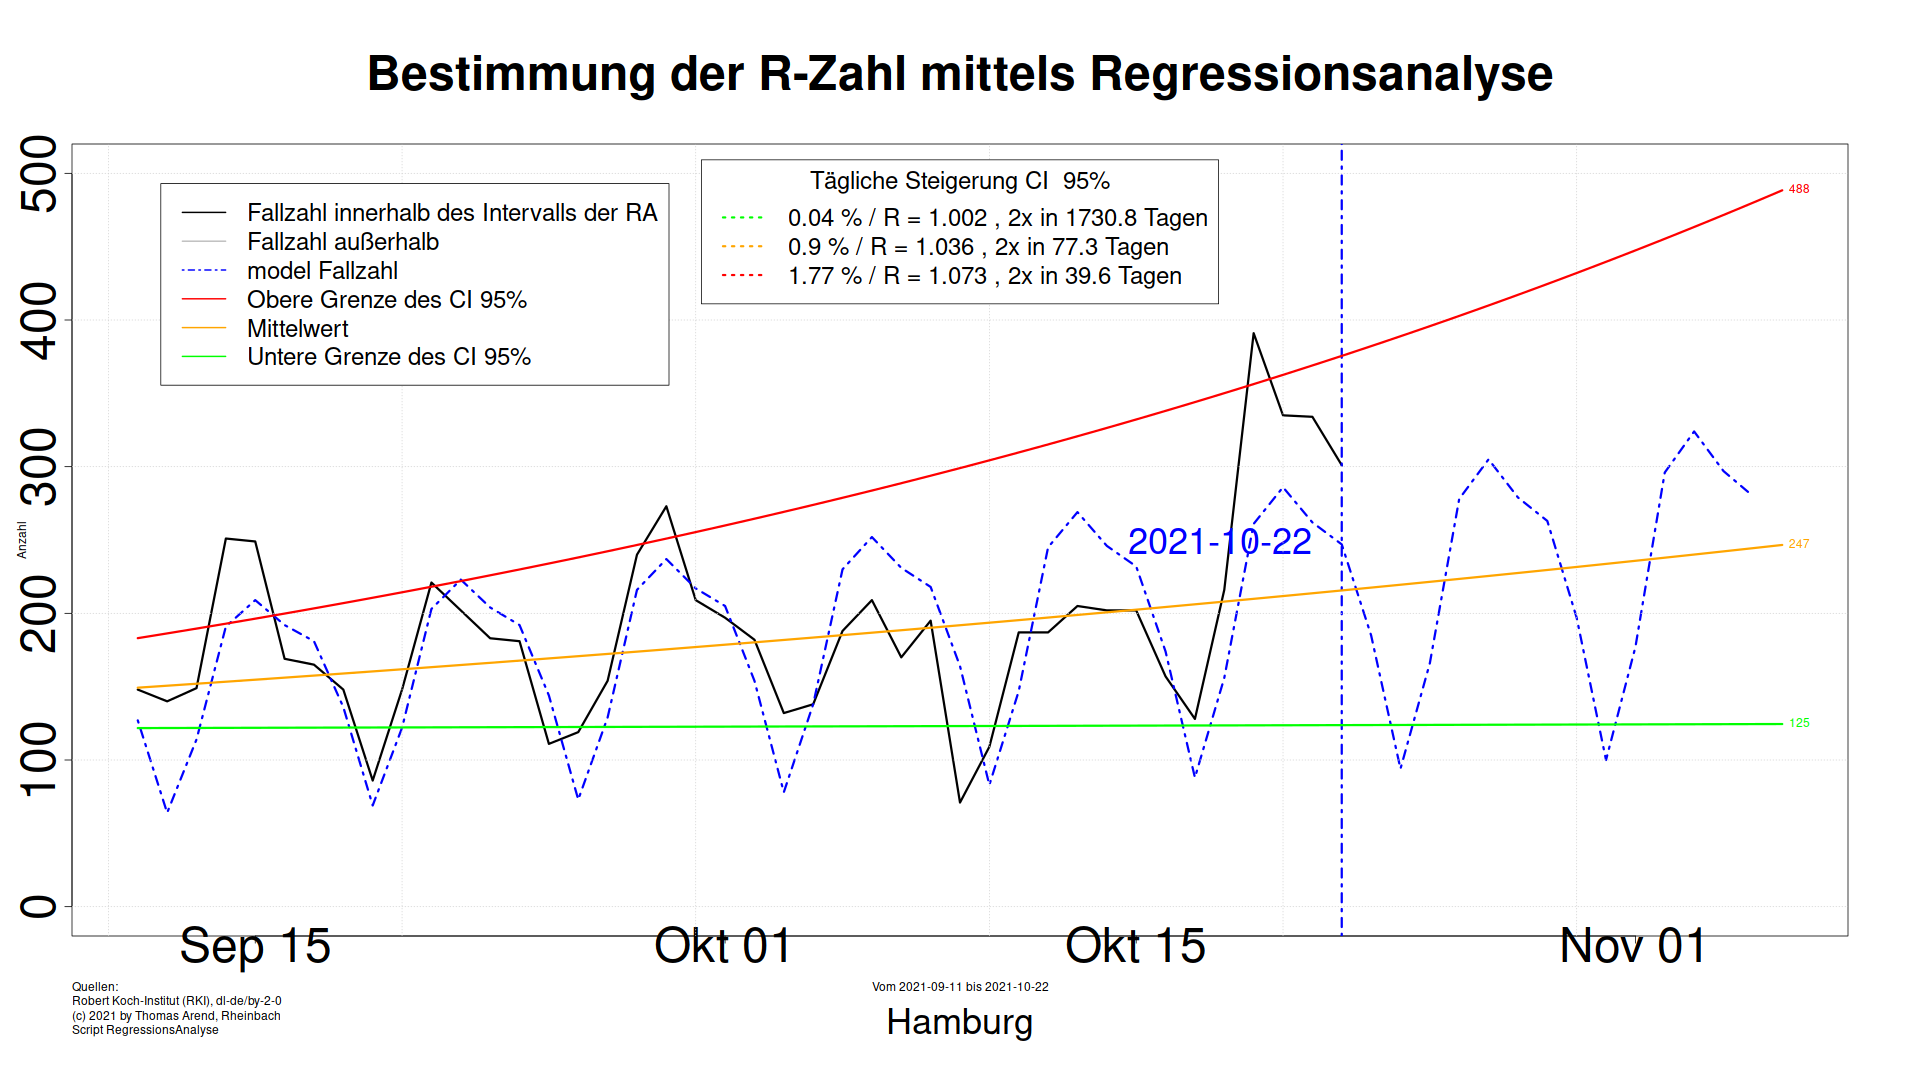 Bestimmung der R-Zahl mittels Regressionsanalyse
Anzahl
500
400
300
200
100
0
Fallzahl innerhalb des Intervalls der RA
Fallzahl außerhalb
model Fallzahl
Obere Grenze des CI 95%
Mittelwert
Untere Grenze des CI 95%
Tägliche Steigerung CI  95%
0.04 % / R = 1.002 , 2x in 1730.8 Tagen
0.9 % / R = 1.036 , 2x in 77.3 Tagen
1.77 % / R = 1.073 , 2x in 39.6 Tagen
488
2021-10-22
247
125
Sep 15
Okt 01
Okt 15
Nov 01
Quellen:
Robert Koch-Institut (RKI), dl-de/by-2-0
(c) 2021 by Thomas Arend, Rheinbach
Script RegressionsAnalyse
Vom 2021-09-11 bis 2021-10-22
Hamburg